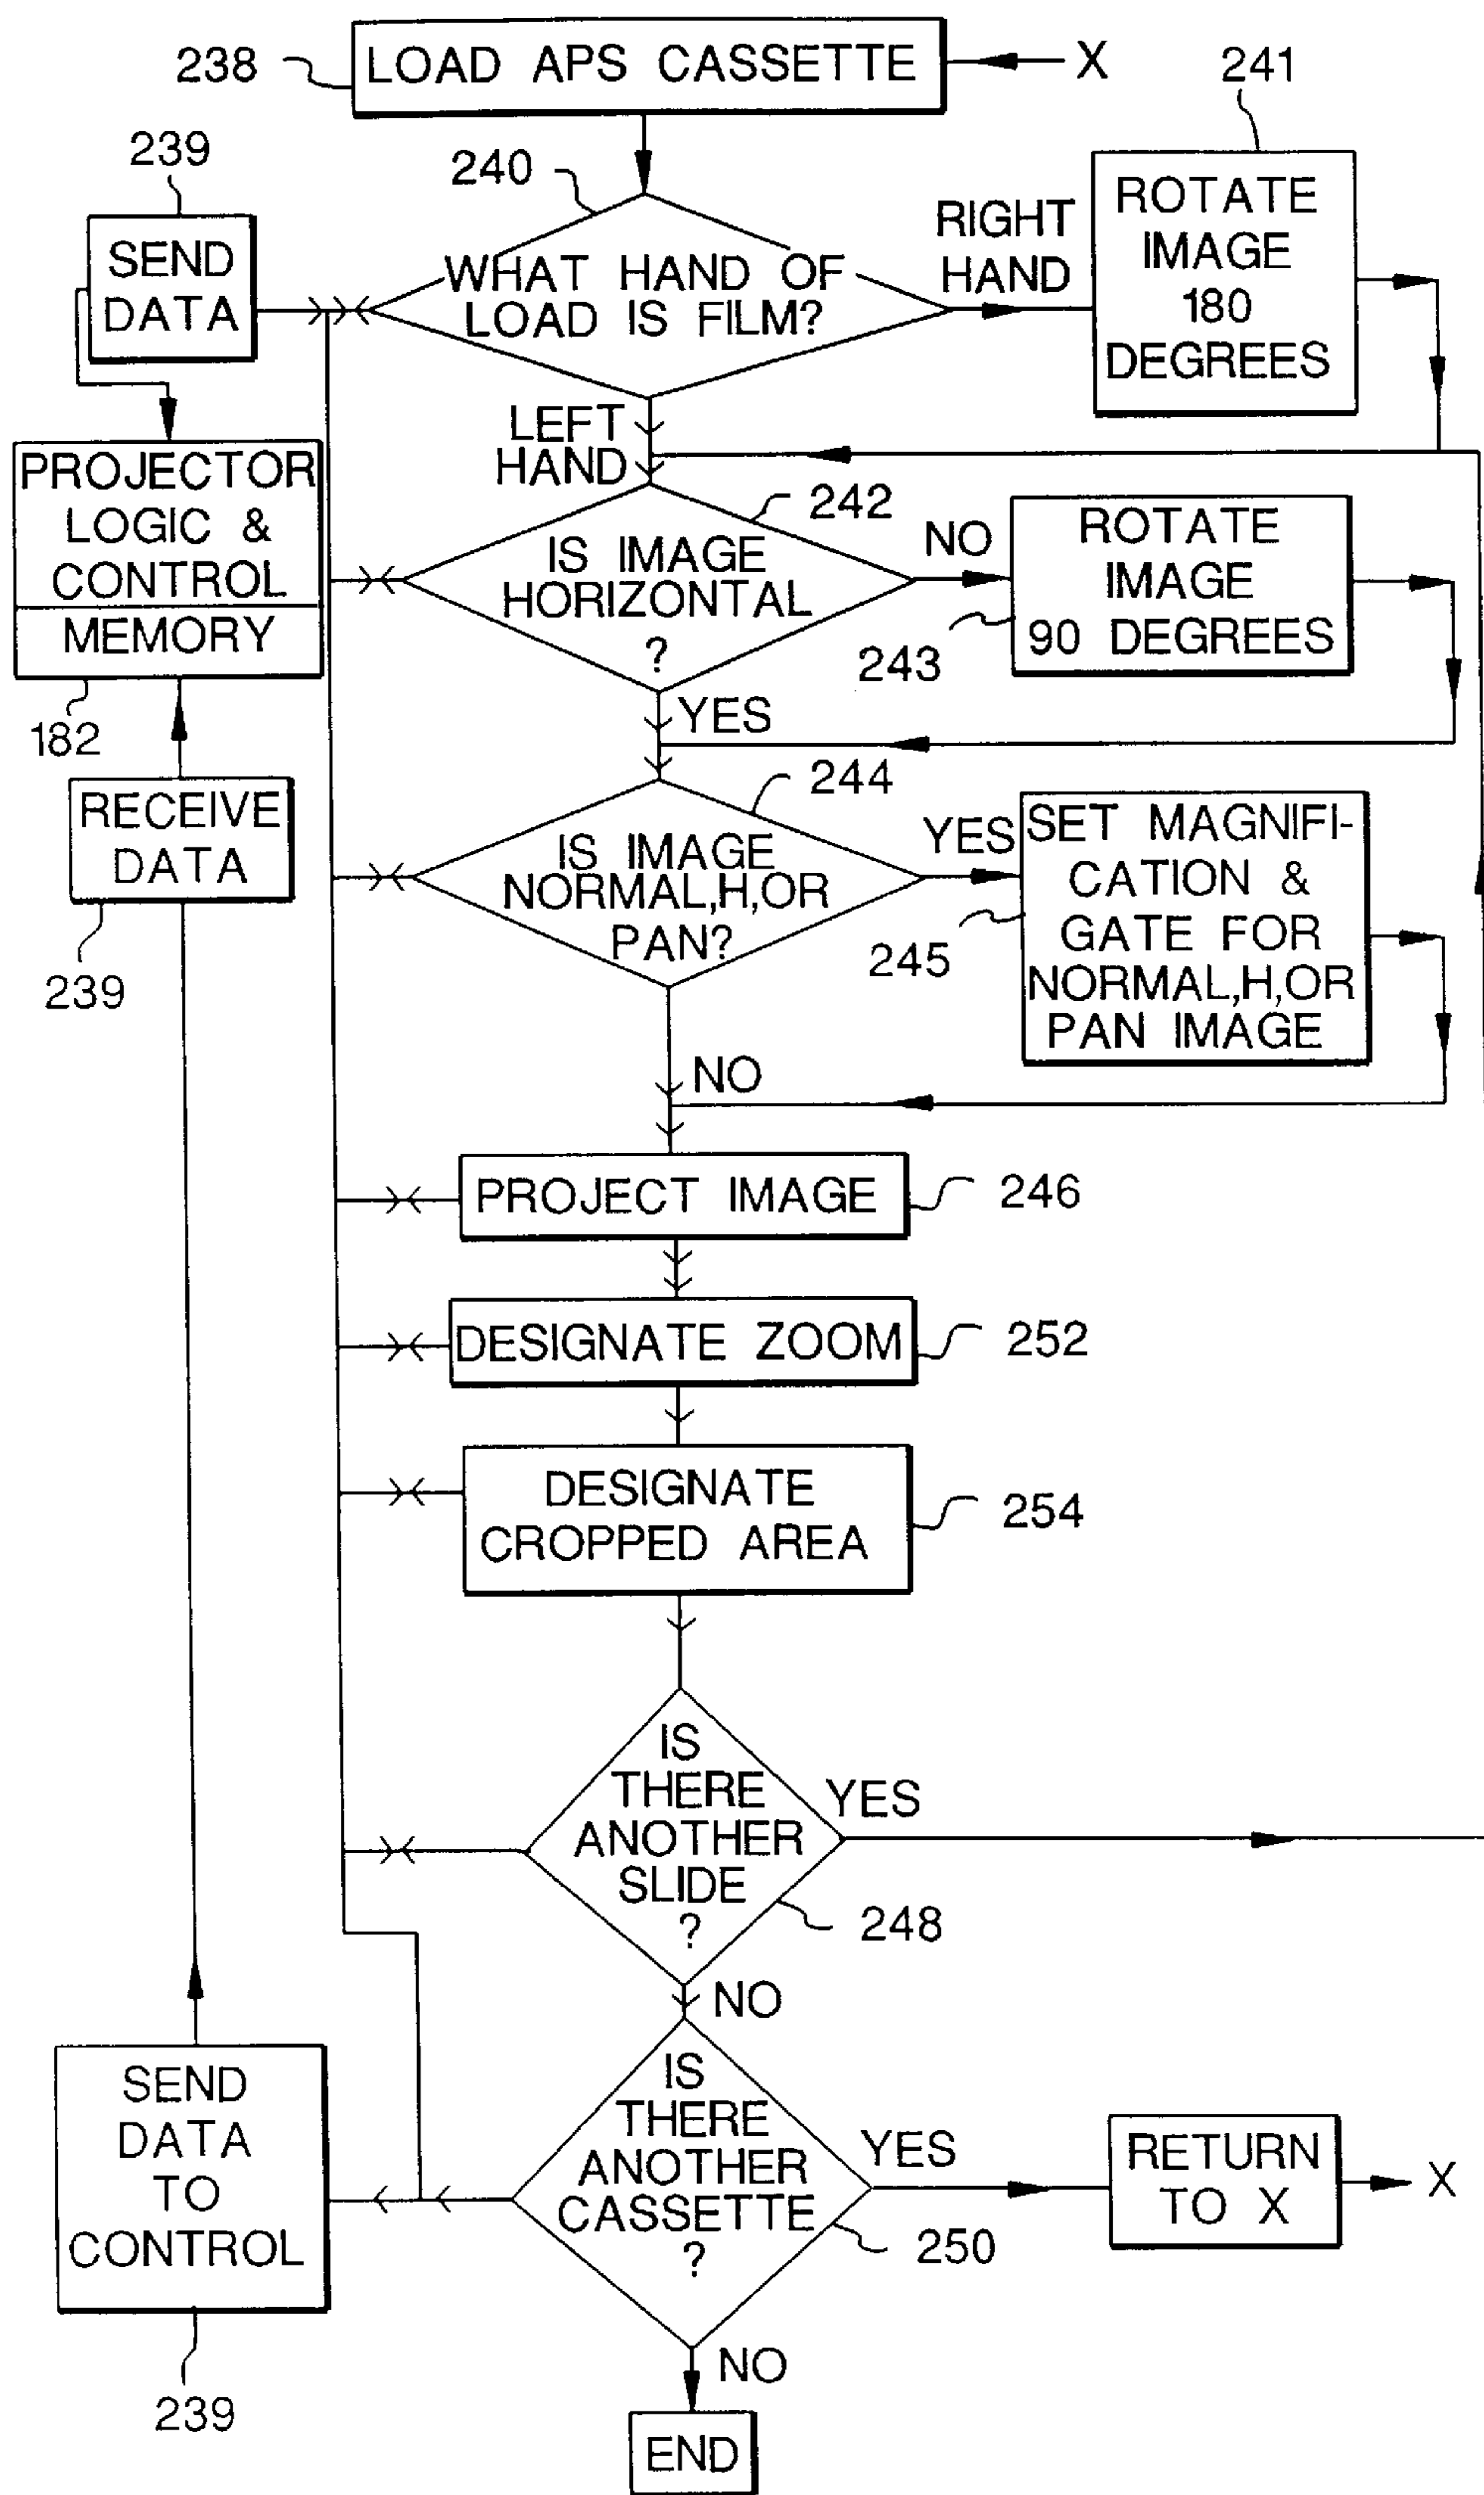 238
LOAD APS CASSETTE
X
241
239
240
SEND
DATA
WHAT HAND OF
LOAD IS FILM?
RIGHT
HAND
ROTATE
IMAGE
180
DEGREES
LEFT
HAND
PROJECTOR
LOGIC &
CONTROL
MEMORY
182
242
IS IMAGE
HORIZONTAL
?
NO
ROTATE
IMAGE
90 DEGREES
243
YES
RECEIVE
DATA
239
244
IS IMAGE
NORMAL,H,OR
PAN?
YES
SET MAGNIFI-
CATION &
GATE FOR
NORMAL,H,OR
PAN IMAGE
245
NO
PROJECT IMAGE
246
DESIGNATE ZOOM
252
DESIGNATE
CROPPED AREA
254
IS
THERE
ANOTHER
SLIDE
?
YES
248
NO
SEND
DATA
TO
CONTROL
239
IS
THERE
ANOTHER
CASSETTE
?
YES
250
RETURN
TO X
X
NO
END